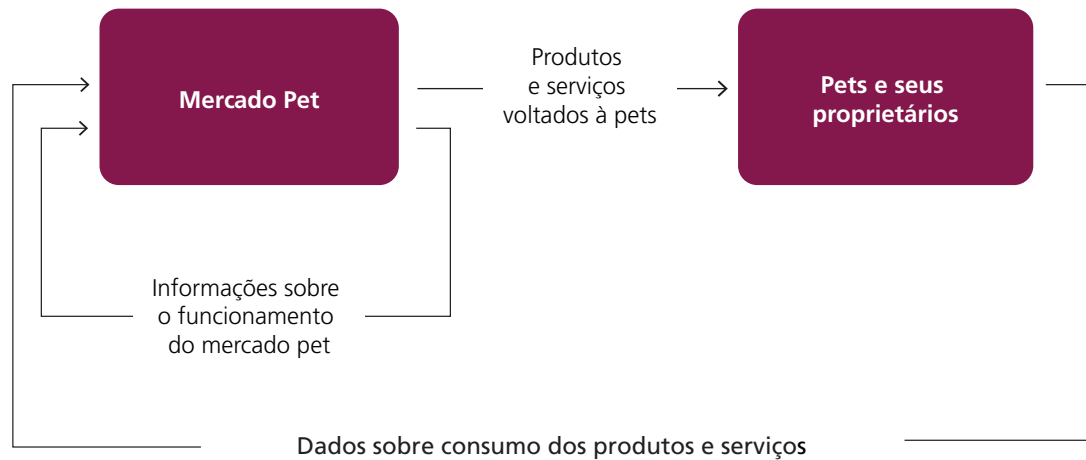 Mercado Pet
Produtos
e serviços
voltados à pets
Pets e seus
proprietários
Informações sobre
o funcionamento
do mercado pet
Dados sobre consumo dos produtos e serviços